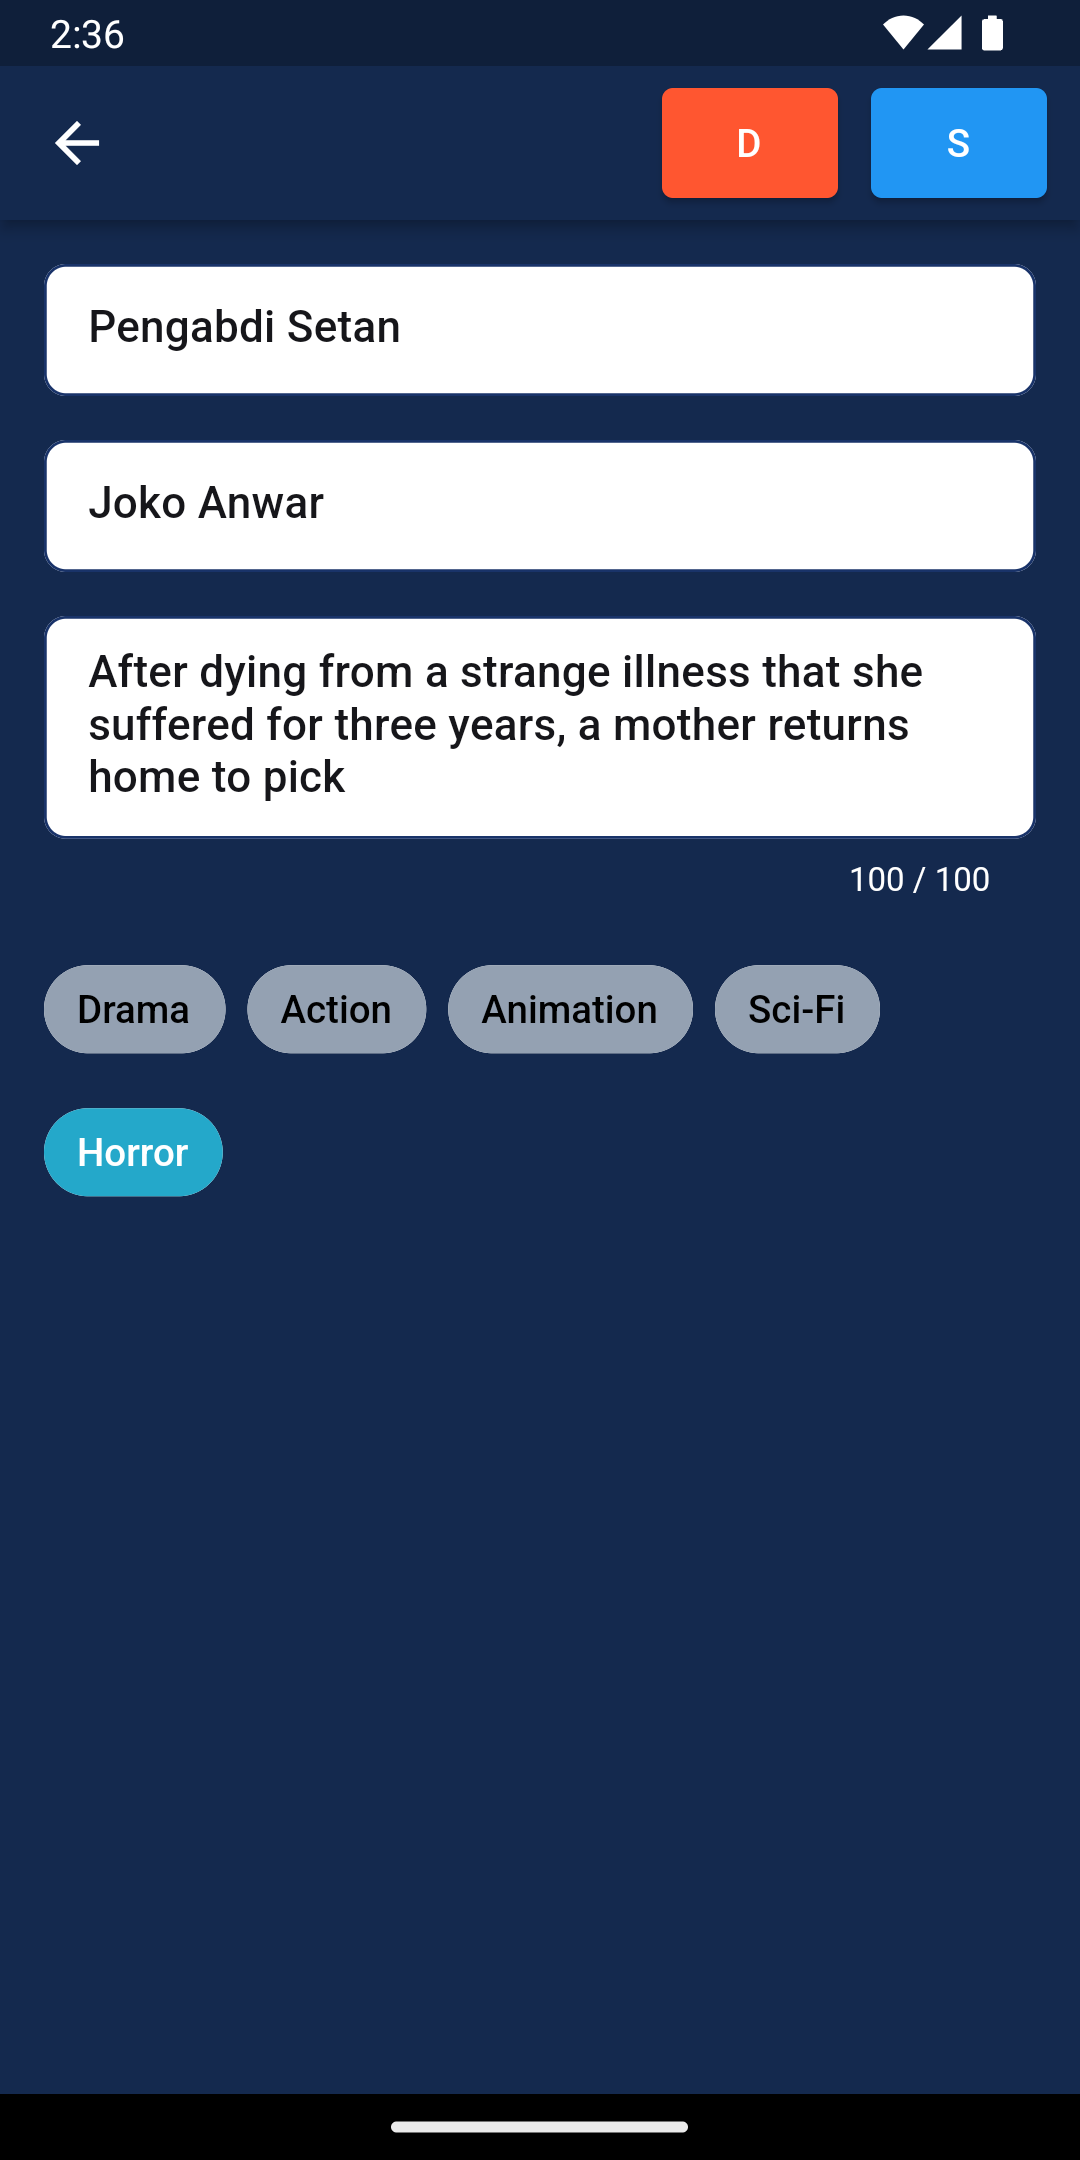 2:36
D
S
Pengabdi Setan
Joko Anwar
After dying from a strange illness that she
suffered for three years, a mother returns
home to pick
100 / 100
Drama
Action
Animation
Sci-Fi
Horror